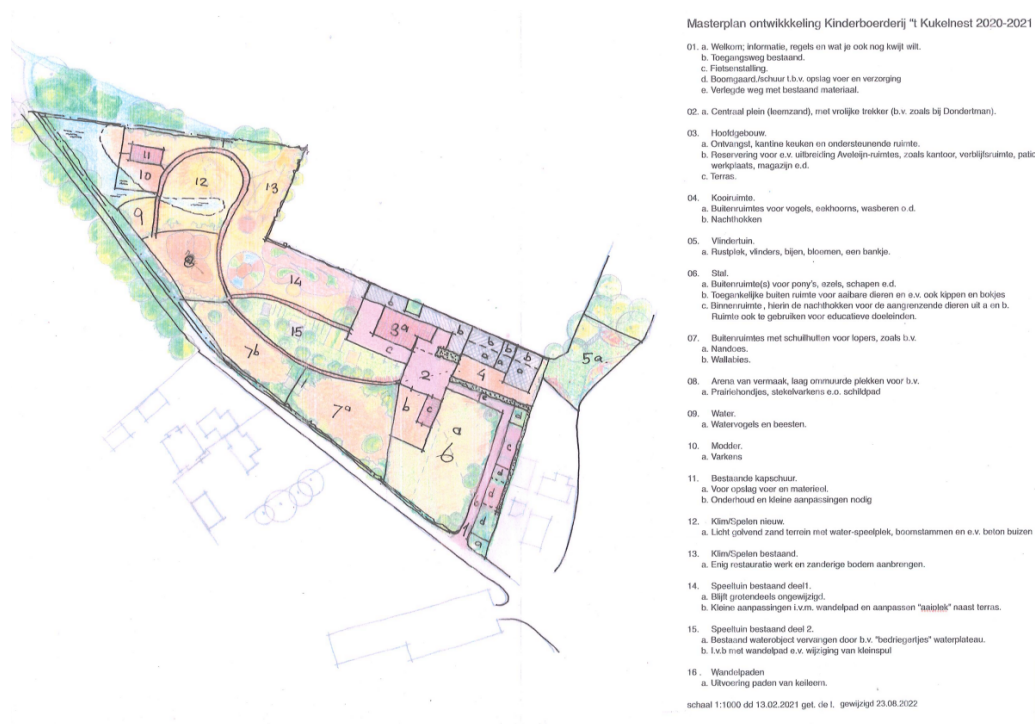 Masterplan ontwikkkeling Kinderboerderij "t Kukelnest 2020-2021
01. a. Welkom; informatie, regels en wat je ook nog kwijt wilt.
b. Toegangsweg bestaand.
c. Fietsenstalling.
d. Boomgaard./schuur t.b.v. opslag voer en verzorging
e. Verlegde weg met bestaand materiaal.
02. a. Centraal plein (leemzand), met vrolijke trekker (b.v. zoals bij Dondertman).
03. Hoofdgebouw.
a. Ontvangst, kantine keuken en ondersteunende ruimte.
b. Reservering voor e.v. uitbreiding Aveleijn-ruimtes, zoals kantoor, verblijfsruimte, patio
werkplaats, magazijn e.d.
c. Terras.
04. Kooiruimte.
a. Buitenruimtes voor vogels, eekhoorns, wasberen o.d.
b. Nachthokken
05. Vlindertuin.
a. Rustplek, vlinders, bijen, bloemen, een bankje.
06. Stal.
a. Buitenruimte(s) voor pony's, ezels, schapen e.d.
b. Toegankelijke buiten ruimte voor aaibare dieren en e.v. ook kippen en bokjes
c. Binnenruimte, hierin de nachthokken voor de aangrenzende dieren uit a en b.
Ruimte ook te gebruiken voor educatieve doeleinden.
07. Buitenruimtes met schuilhutten voor lopers, zoals b.v.
a. Nandoes.
b. Wallabies.
08. Arena van vermaak, laag ommuurde plekken voor b.v.
a. Prairiehondjes, stekelvarkens e.o. schildpad
09. Water.
a. Watervogels en beesten.
10. Modder.
a. Varkens
11. Bestaande kapschuur.
a. Voor opslag voer en materieel.
b. Onderhoud en kleine aanpassingen nodig
12. Klim/Spelen nieuw.
a. Licht golvend zand terrein met water-speelplek, boomstammen en e.v. beton buizen
13. Klim/Spelen bestaand.
a. Enig restauratie werk en zanderige bodem aanbrengen.
14. Speeltuin bestaand deel1.
a. Blijft grotendeels ongewijzigd.
b. Kleine aanpassingen i.v.m. wandelpad en aanpassen "aaiplek" naast terras.
15. Speeltuin bestaand deel 2.
a. Bestaand waterobject vervangen door b.v. "bedriegertjes" waterplateau.
b. I.v.b met wandelpad e.v. wijziging van kleinspul
16 . Wandelpaden
a. Uitvoering paden van keileem.
schaal 1:1000 dd 13.02.2021 get. de l. gewijzigd 23.08.2022
11
10
12
13
9
8
14
b
3a
15
c
b
b
b
b
a
a
a
7b
2
4
5a
7a
b
c
a
6
e
d
c
d
d
d
a